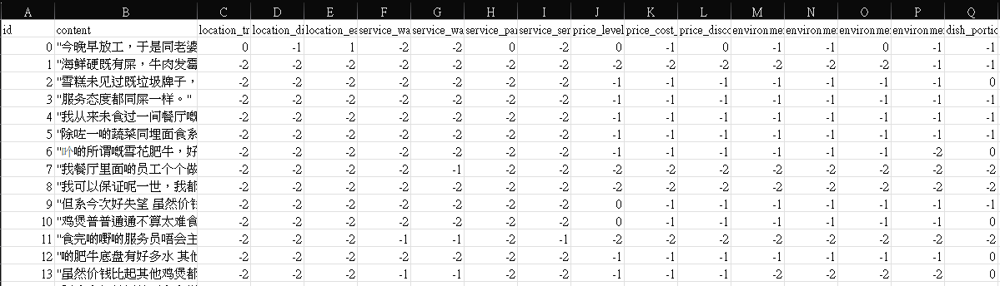 A B C D E F G H I J K L M N O P Q
id content location_tr location_di location_ea service_wa service_wa service_par service_ser price_level price_cost_ price_disco environmen environmen environmen environmen dish_portio
0 "今晚早放工，于是同老婆 0 -1 1 -2 -2 0 -2 0 -1 0 -1 -1 0 -1 -1
1 "海鲜硬既有屎，牛肉发霉 -2 -2 -2 -2 -2 -2 -2 -2 -2 -2 -2 -2 -2 -1 -1
2 "雪糕未见过既垃圾牌子， -2 -2 -2 -2 -2 -2 -2 -1 -1 -1 -1 -1 -1 -1 0
3 "服务态度都同屎一样。" -2 -2 -2 -2 -2 -2 -2 -1 -1 -1 -1 -1 -1 -1 -1
4 "我从来未食过一间餐厅嘅 -2 -2 -2 -2 -2 -2 -2 -1 -1 -1 -1 -1 -1 -1 -1
5 "除咗一啲蔬菜同埋面食系 -2 -2 -2 -2 -2 -2 -2 -1 -1 -1 -1 -1 -1 -1 -1
6 "吤啲所谓嘅雪花肥牛，好 -2 -2 -2 -2 -2 -2 -2 -1 -1 -1 -1 -1 -1 -2 0
7 "我餐厅里面啲员工个个做 -2 -2 -2 -2 -1 -2 -2 -2 -2 -2 -2 -2 -2 -2 -2
8 "我可以保证呢一世，我都 -2 -2 -2 -2 -2 -2 -2 -2 -2 -2 -2 -2 -2 -2 -2
9 "但系今次好失望 虽然价钱 -2 -2 -2 -2 -2 -2 -2 0 -1 -1 -1 -1 -1 -1 -1
10 "鸡煲普普通通不算太难食 -2 -2 -2 -2 -2 -2 -2 0 -1 -1 -1 -1 -1 -1 0
11 "食完啲嘢啲服务员唔会主 -2 -2 -2 -1 -1 -2 -1 -2 -2 -2 -2 -2 -2 -2 -2
12 "啲肥牛底盘有好多水 其他 -2 -2 -2 -2 -2 -2 -2 -1 -1 -1 -1 -1 -1 -1 0
13 "虽然价钱比起其他鸡煲都 -2 -2 -2 -1 -1 -2 -2 -1 -1 -1 -2 -2 -2 -2 0